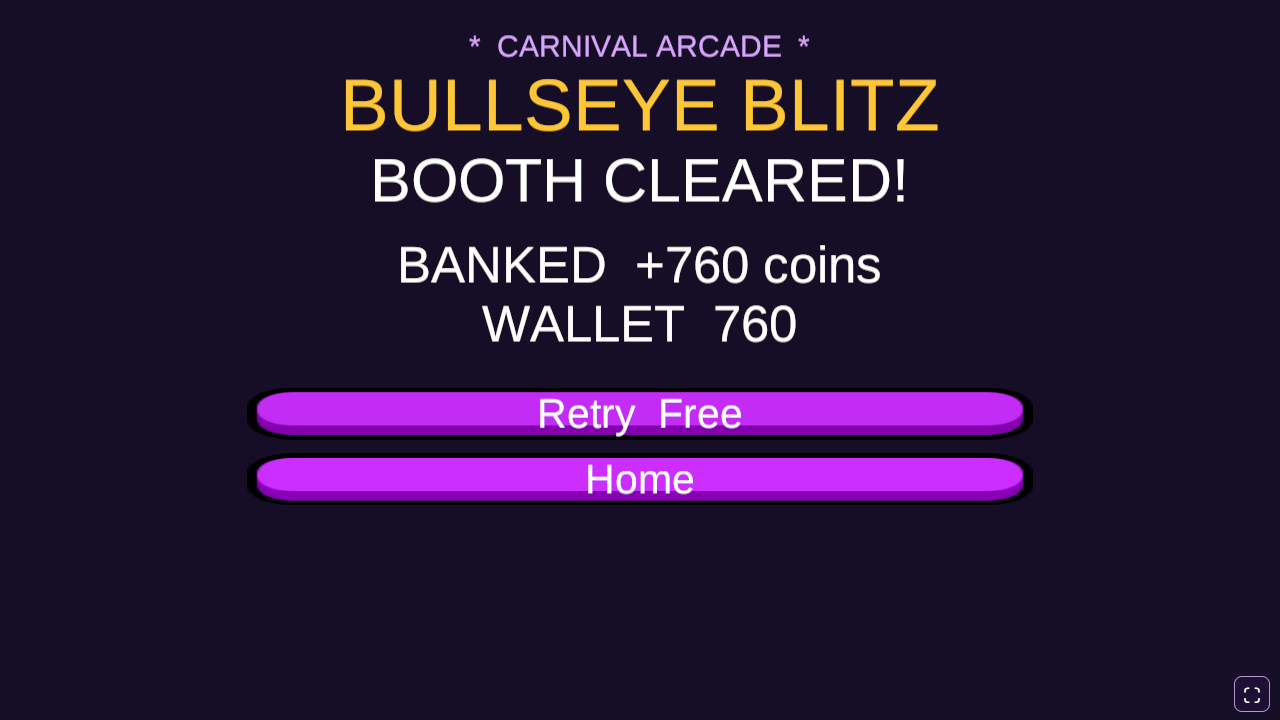 * CARNIVAL ARCADE *
BULLSEYE BLITZ
BOOTH CLEARED!
BANKED +760 coins
WALLET 760
Retry Free
Home